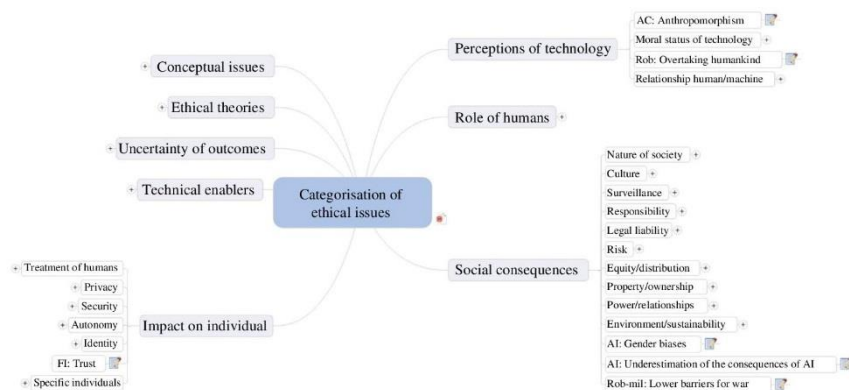 Conceptual issues
Ethical theories
Uncertainty of outcomes
Technical enablers
Treatment of humans
Privacy
Security
Autonomy
Identity
FI: Trust
Specific individuals
Impact on individual
Categorisation of
ethical issues
Perceptions of technology
AC: Anthropomorphism
Moral status of technology
Rob: Overtaking humankind
Relationship human/machine
Role of humans
Social consequences
Nature of society
Culture
Surveillance
Responsibility
Legal liability
Risk
Equity/distribution
Property/ownership
Power/relationships
Environment/sustainability
AI: Gender biases
AI: Underestimation of the consequences of AI
Rob-mil: Lower barriers for war